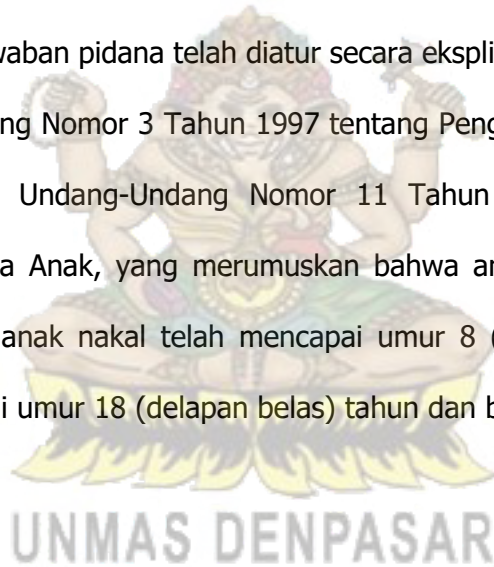 waban pidana telah diatur secara ekspli
ng Nomor 3 Tahun 1997 tentang Peng
Undang-Undang Nomor 11 Tahun
a Anak, yang merumuskan bahwa an
anak nakal telah mencapai umur 8 (
i umur 18 (delapan belas) tahun dan b
UNMAS DENPASAR